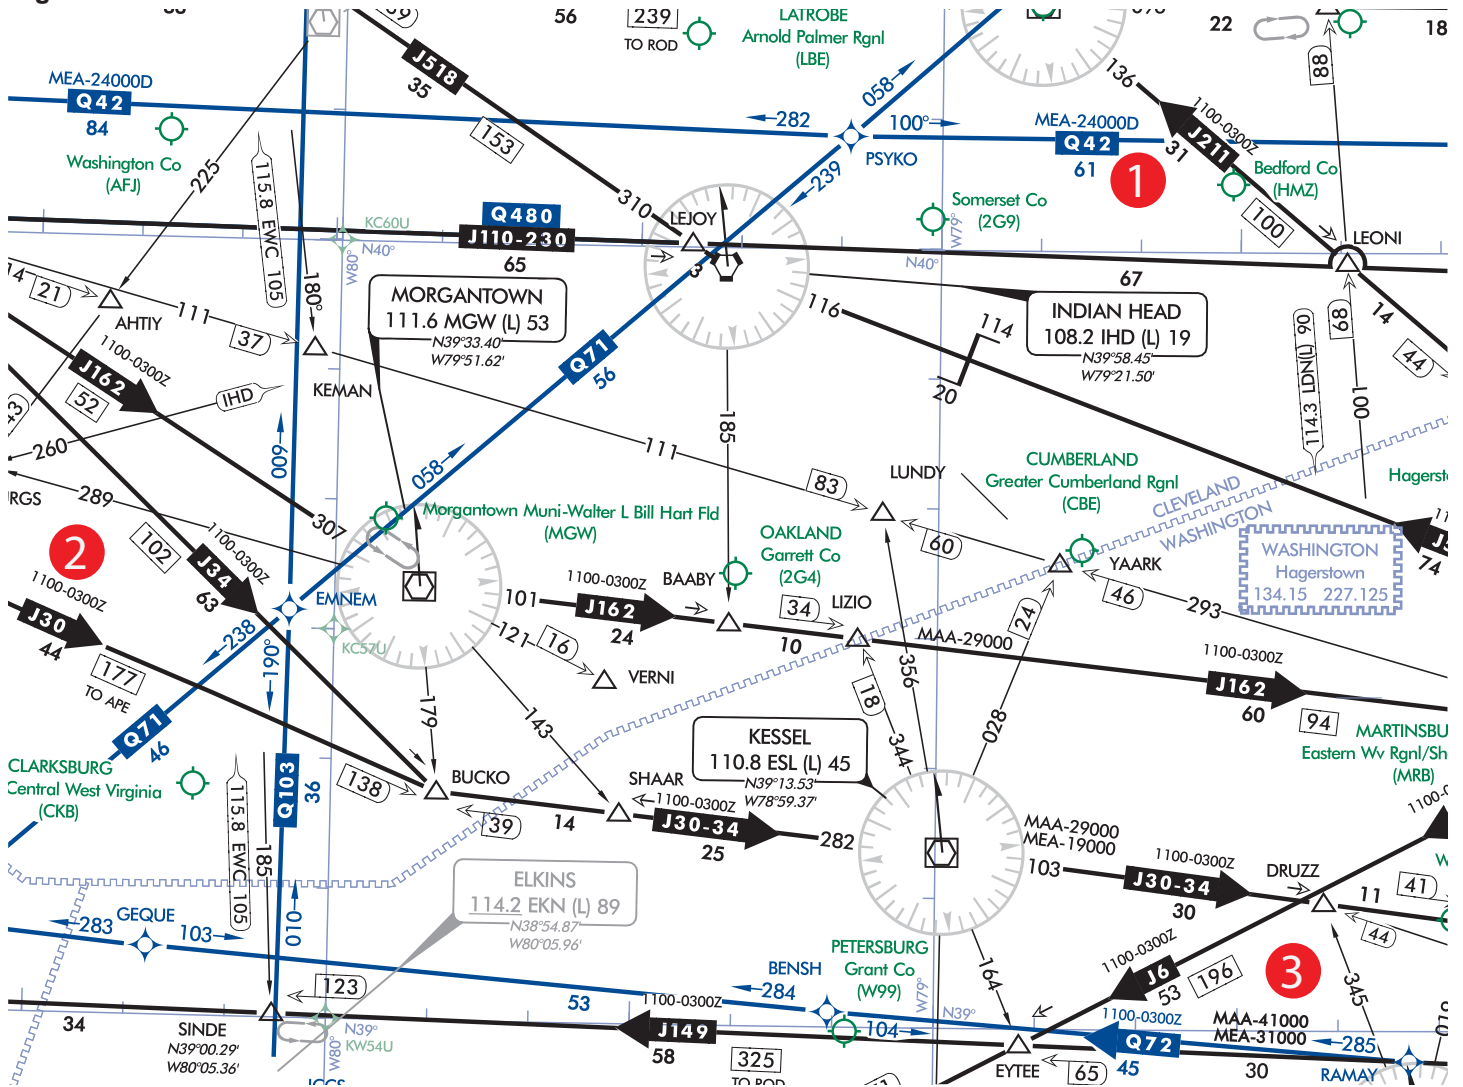 56
239
TO ROD
LATROBE
Arnold Palmer Rgnl
(LBE)
22
18
88
J518
35
153
310
MEA-24000D
Q42
84
Washington Co
(AFJ)
225
282
058
100°
PSYKO
239
MEA-24000D
Q42
61
1
136
1100-0300Z
J211
31
Bedford Co
(HMZ)
100
LEONI
Somerset Co
(2G9)
W79°
N40°
67
LEJOY
3
Q480
J110-230
65
KC60U
N40°
W80°
115.8 EWC 105
180°
14
21
AHTIY
111
37
KEMAN
MORGANTOWN
111.6 MGW (L) 53
N39°33.40'
W79°51.62'
INDIAN HEAD
108.2 IHD (L) 19
N39°58.45'
W79°21.50'
116
114
20
68
14
44
114.3 LDN(L) 90
100
1100-0300Z
J162
52
IHD
260
009
Q71
56
058
185
111
83
LUNDY
60
CUMBERLAND
Greater Cumberland Rgnl
(CBE)
CLEVELAND
WASHINGTON
WASHINGTON
Hagerstown
134.15 227.125
74
289
307
2
102
1100-0300Z
J34
63
1100-0300Z
J30
44
177
TO APE
EMNEM
238
190°
KC57U
Morgantown Muni-Walter L Bill Hart Fld
(MGW)
OAKLAND
Garrett Co
(2G4)
BAABY
101
1100-0300Z
J162
24
34
LIZIO
10
MAA-29000
YAARK
46
293
24
1100-0300Z
J162
60
94
121
16
VERNI
179
143
356
18
344
028
Q71
46
CLARKSBURG
Central West Virginia
(CKB)
Q103
36
115.8 EWC 105
185
138
BUCKO
39
14
SHAAR
1100-0300Z
J30-34
25
282
KESSEL
110.8 ESL (L) 45
N39°13.53'
W78°59.37'
MAA-29000
MEA-19000
103
1100-0300Z
J30-34
30
DRUZZ
11
41
44
Eastern Wv Rgnl/Sh
(MRB)
ELKINS
114.2 EKN (L) 89
N38°54.87'
W80°05.96'
GEQUE
283
103
010
123
34
SINDE
N39°00.29'
W80°05.36'
N39°
KW54U
W80°
53
BENSH
284
PETERSBURG
Grant Co
(W99)
104
W79°
N39°
164
1100-0300Z
J149
58
325
TO ROD
EYTEE
65
1100-0300Z
J6
53
196
3
345
1100-0300Z
Q72
45
MAA-41000
MEA-31000
285
30
RAMAY